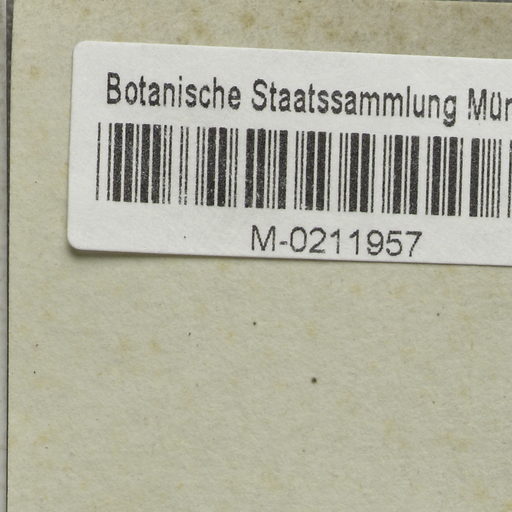 Botanische Staatssammlung Mün
M-0211957